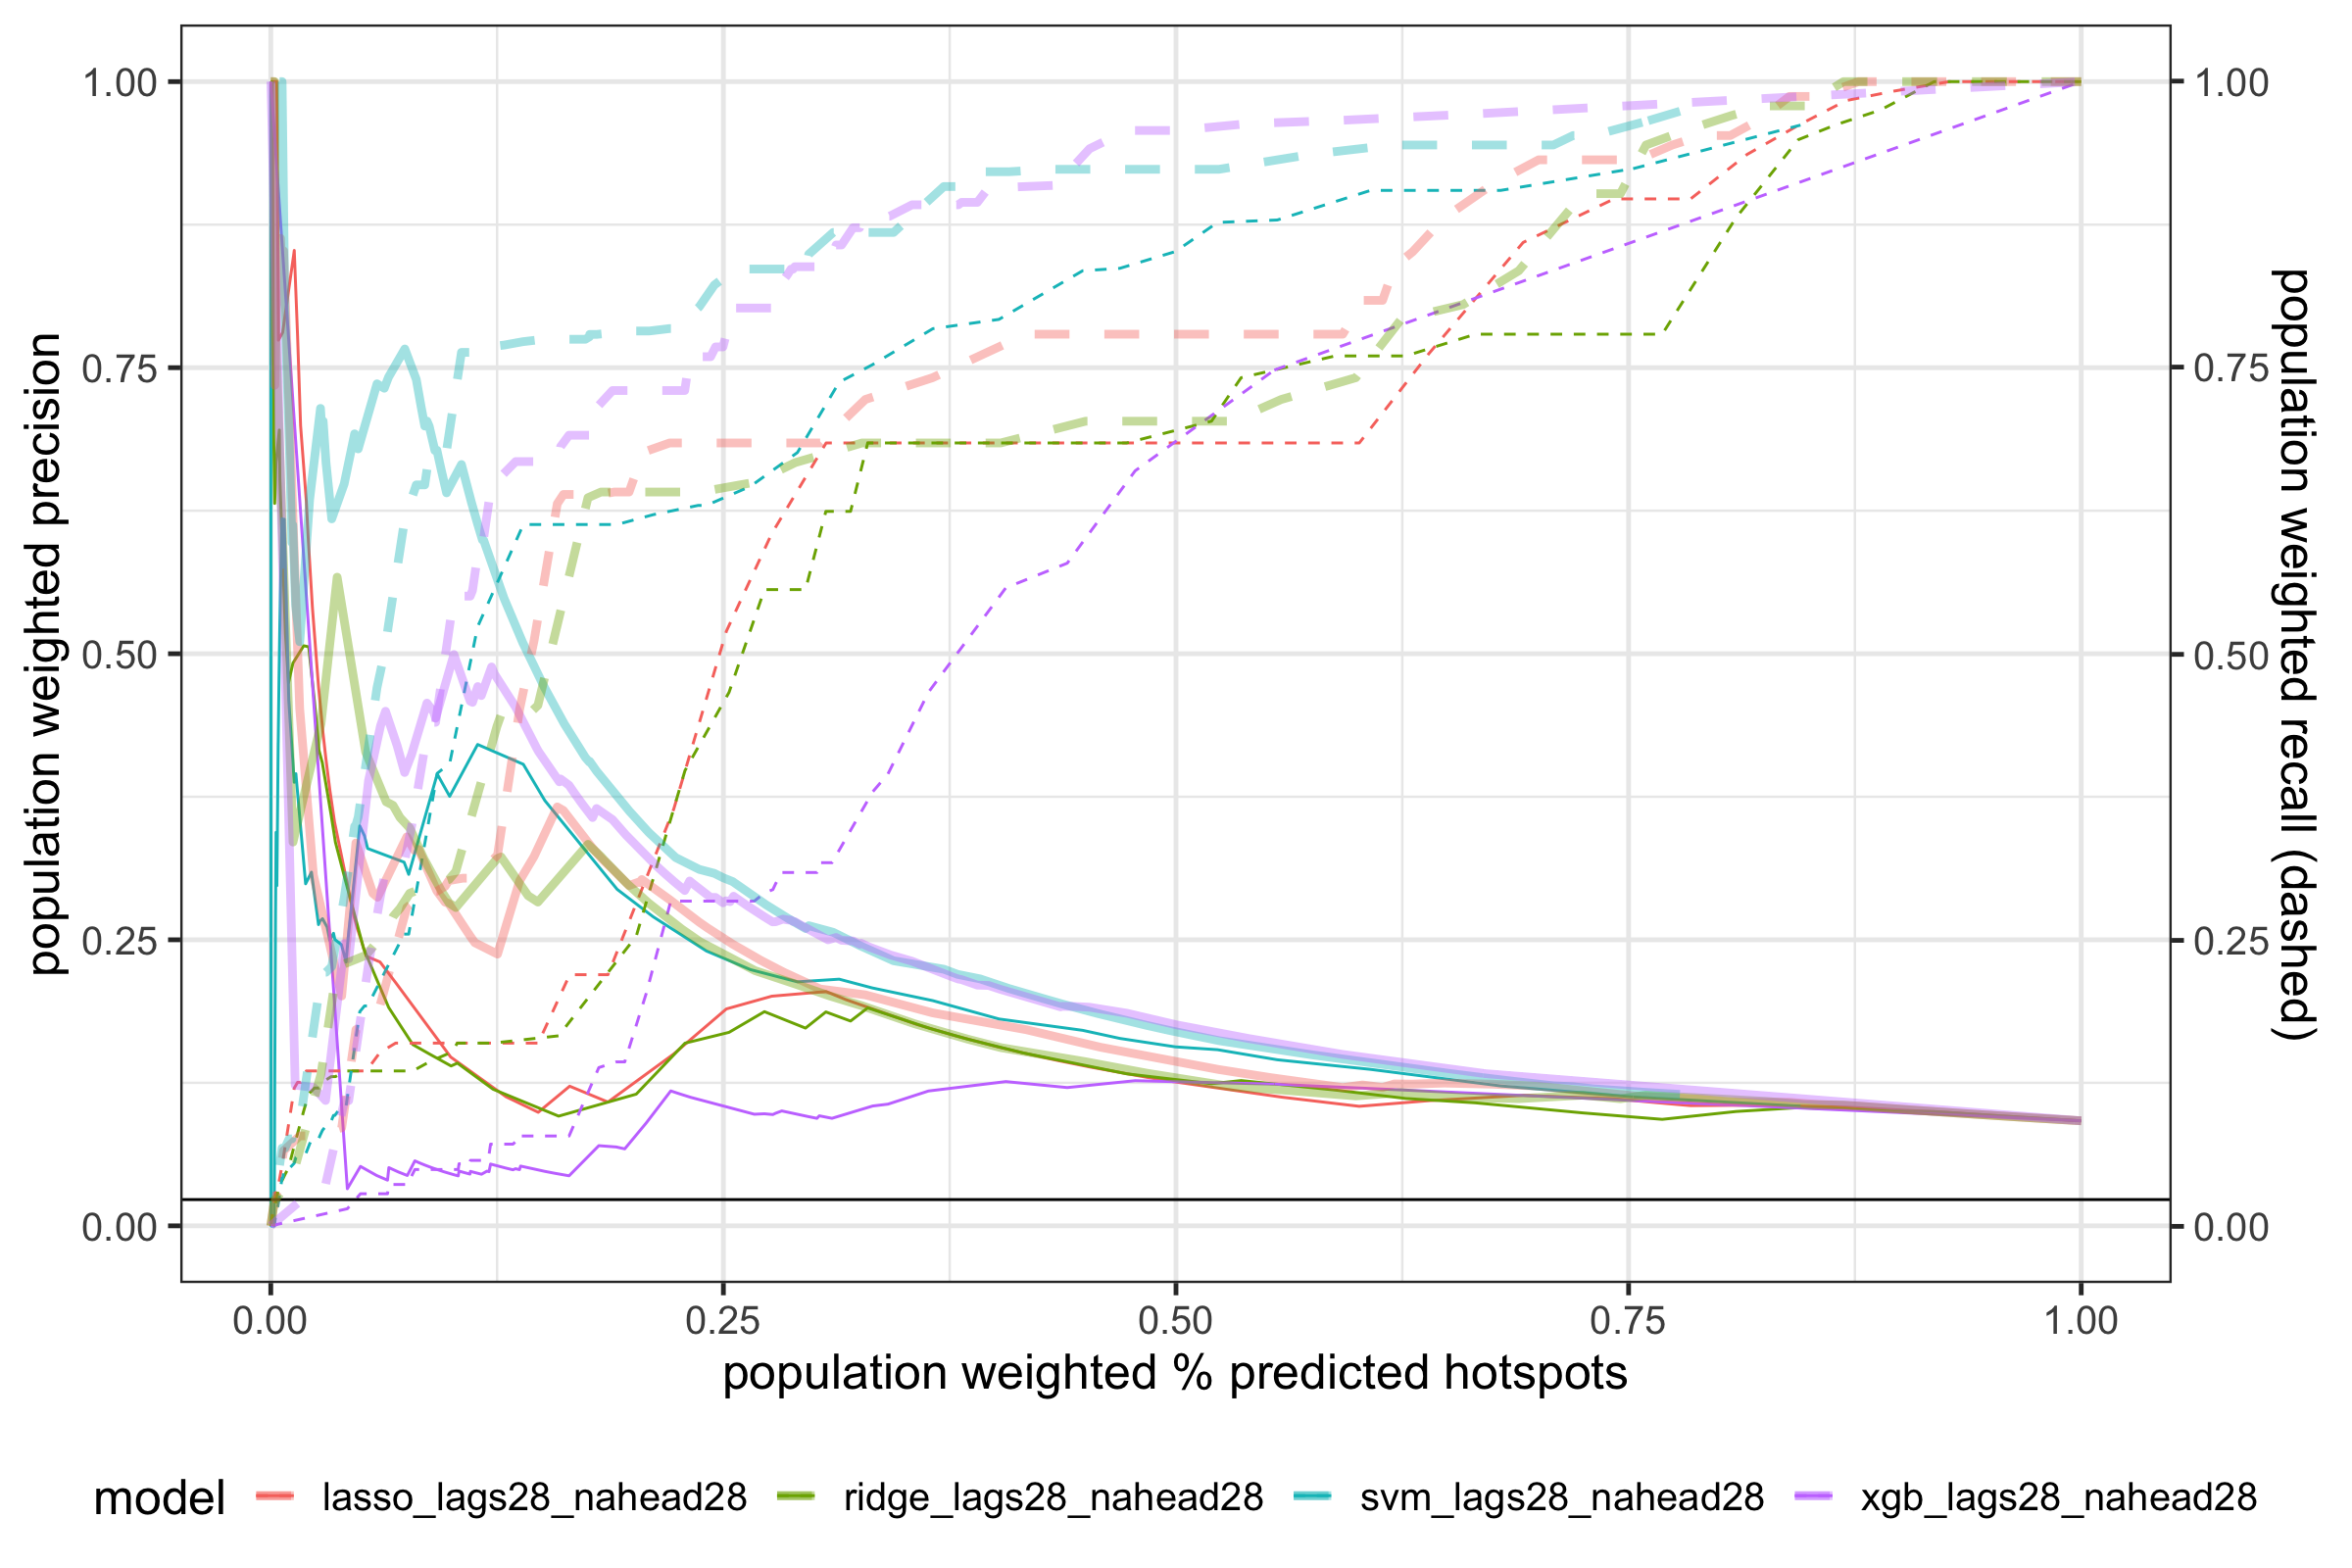 1.00
0.75
0.50
0.25
0.00
population weighted precision
1.00
0.75
0.50
0.25
0.00
population weighted recall (dashed)
0.00 0.25 0.50 0.75 1.00
population weighted % predicted hotspots
model lasso_lags28_nahead28 ridge_lags28_nahead28 svm_lags28_nahead28 xgb_lags28_nahead28